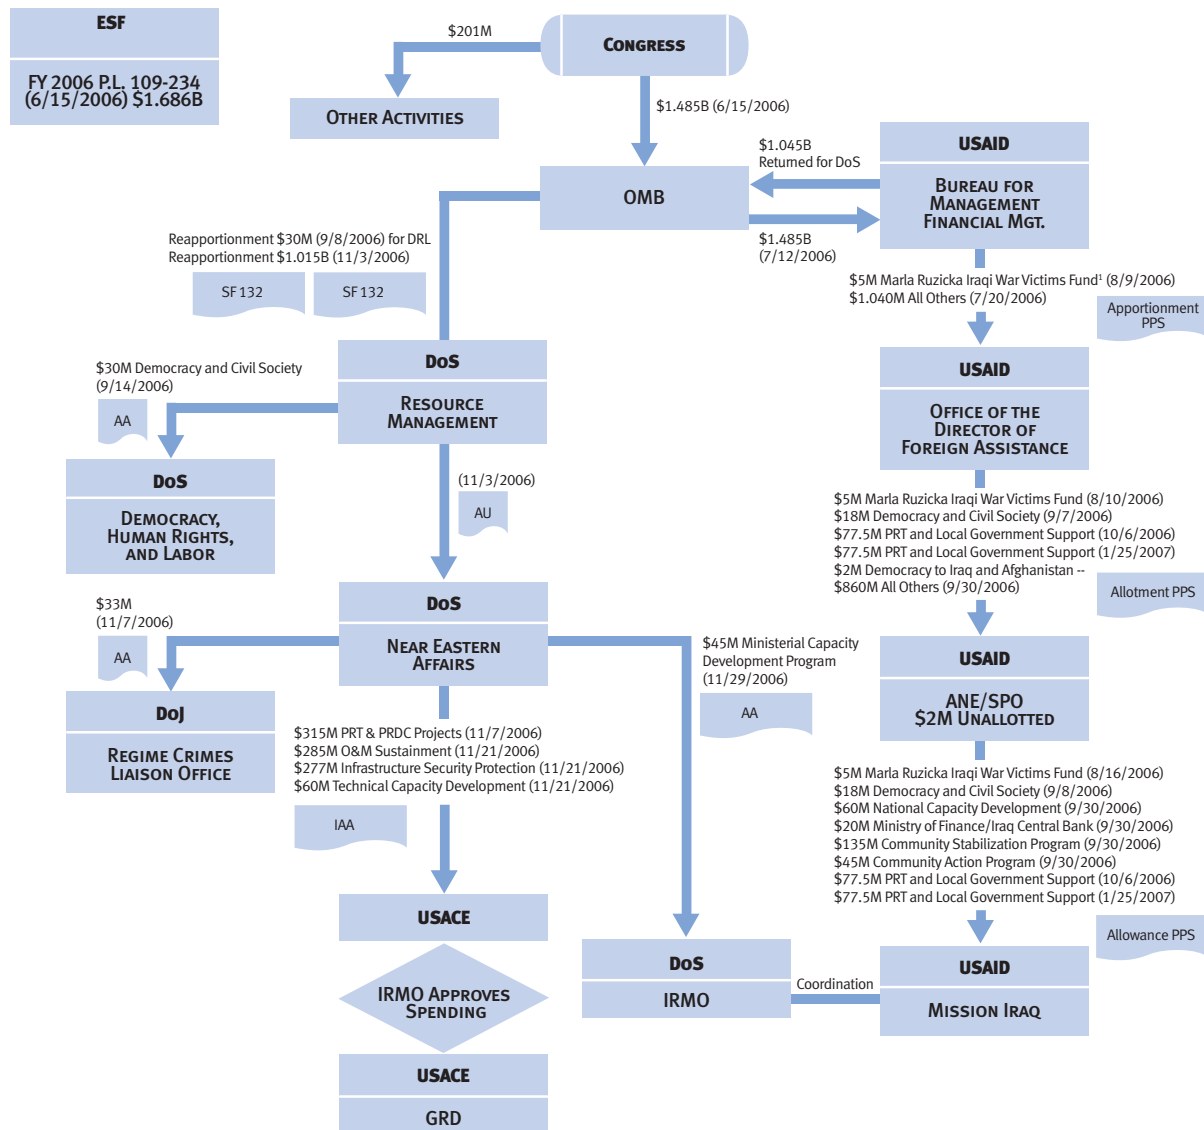 ESF
FY 2006 P.L. 109-234
(6/15/2006) $1.686B
$201M
CONGRESS
OTHER ACTIVITIES
$1.485B (6/15/2006)
OMB
$1.045B
Returned for DoS
$1.485B
(7/12/2006)
USAID
BUREAU FOR
MANAGEMENT
FINANCIAL MGT.
Reapportionment $30M (9/8/2006) for DRL
Reapportionment $1.015B (11/3/2006)
SF 132
SF 132
$5M Marla Ruzicka Iraqi War Victims Fund¹ (8/9/2006)
$1.040M All Others (7/20/2006)
Apportionment
PPS
DOS
RESOURCE
MANAGEMENT
$30M Democracy and Civil Society
(9/14/2006)
AA
USAID
OFFICE OF THE
DIRECTOR OF
FOREIGN ASSISTANCE
DOS
DEMOCRACY,
HUMAN RIGHTS,
AND LABOR
(11/3/2006)
AU
$5M Marla Ruzicka Iraqi War Victims Fund (8/10/2006)
$18M Democracy and Civil Society (9/7/2006)
$77.5M PRT and Local Government Support (10/6/2006)
$77.5M PRT and Local Government Support (1/25/2007)
$2M Democracy to Iraq and Afghanistan --
$860M All Others (9/30/2006)
Allotment PPS
DOS
NEAR EASTERN
AFFAIRS
$33M
(11/7/2006)
AA
$45M Ministerial Capacity
Development Program
(11/29/2006)
AA
USAID
ANE/SPO
$2M UNALLOTTED
DOJ
REGIME CRIMES
LIAISON OFFICE
$315M PRT & PRDC Projects (11/7/2006)
$285M O&M Sustainment (11/21/2006)
$277M Infrastructure Security Protection (11/21/2006)
$60M Technical Capacity Development (11/21/2006)
IAA
$5M Marla Ruzicka Iraqi War Victims Fund (8/16/2006)
$18M Democracy and Civil Society (9/8/2006)
$60M National Capacity Development (9/30/2006)
$20M Ministry of Finance/Iraq Central Bank (9/30/2006)
$135M Community Stabilization Program (9/30/2006)
$45M Community Action Program (9/30/2006)
$77.5M PRT and Local Government Support (10/6/2006)
$77.5M PRT and Local Government Support (1/25/2007)
Allowance PPS
USACE
IRMO APPROVES
SPENDING
USACE
GRD
DOS
IRMO
Coordination
USAID
MISSION IRAQ